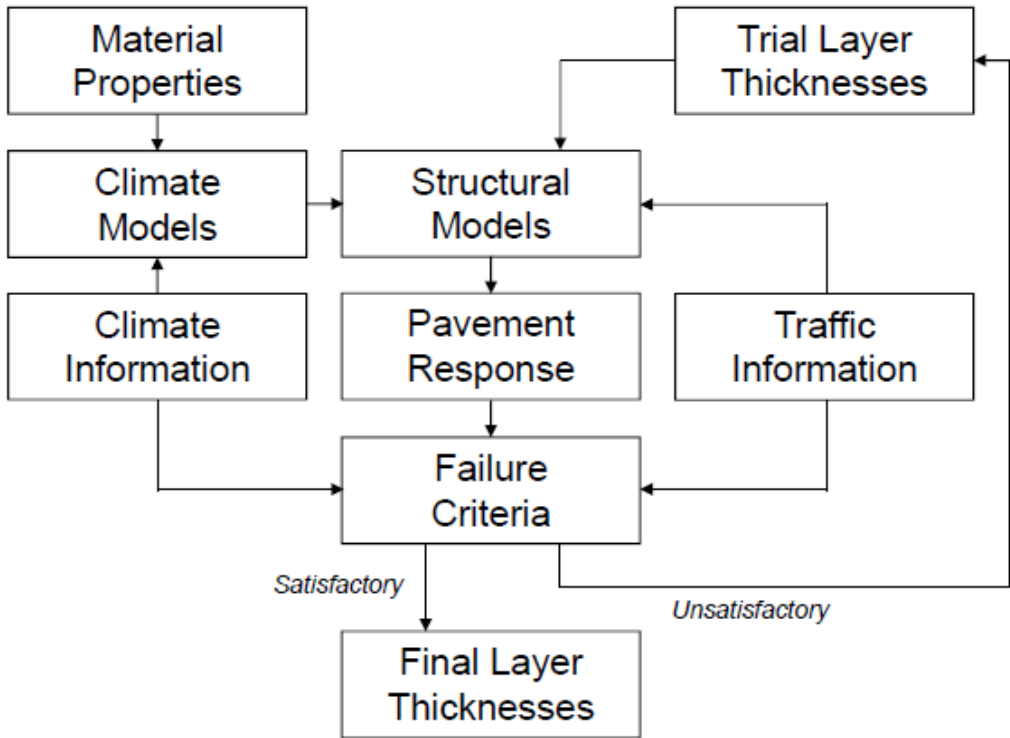 Material
Properties
Trial Layer
Thicknesses
Climate
Models
Structural
Models
Climate
Information
Pavement
Response
Traffic
Information
Failure
Criteria
Satisfactory
Unsatisfactory
Final Layer
Thicknesses